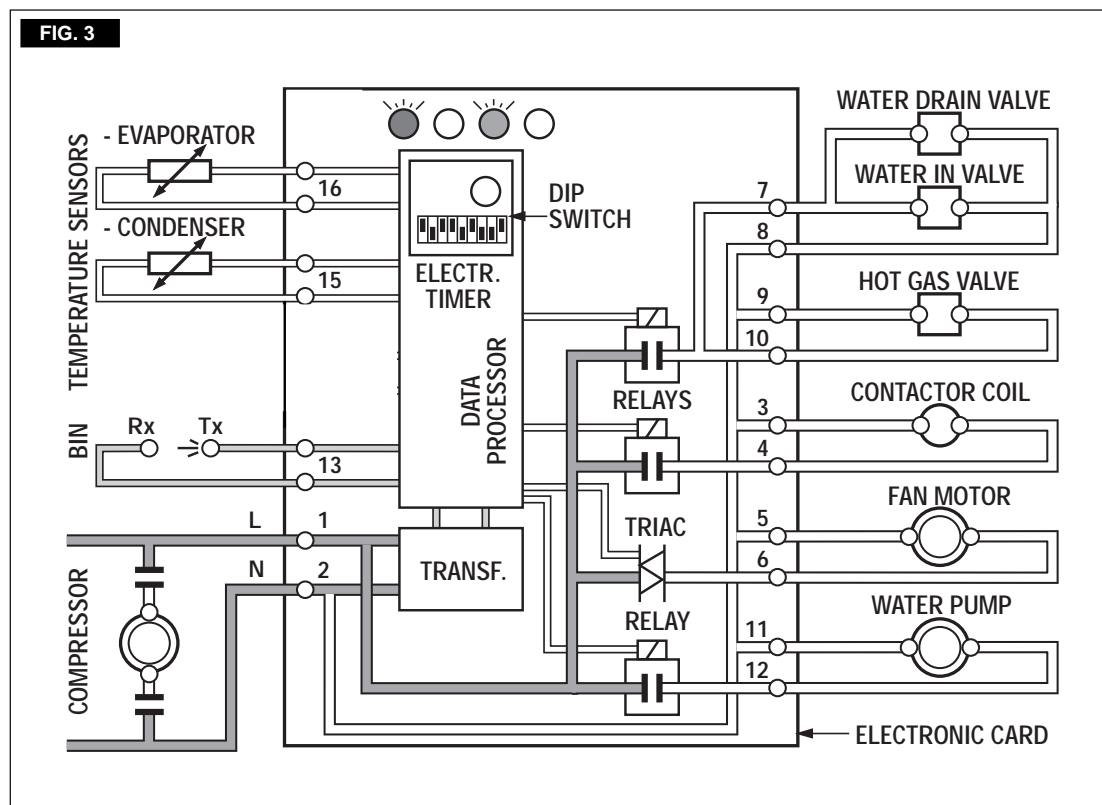 FIG. 3
TEMPERATURE SENSORS
- EVAPORATOR
16
- CONDENSER
15
BIN
Rx
Tx
13
L
1
N
2
COMPRESSOR
DIP
SWITCH
ELECTR.
TIMER
DATA
PROCESSOR
TRANSF.
RELAYS
TRIAC
RELAY
WATER DRAIN VALVE
WATER IN VALVE
7
8
HOT GAS VALVE
9
10
CONTACTOR COIL
3
4
FAN MOTOR
5
6
WATER PUMP
11
12
ELECTRONIC CARD